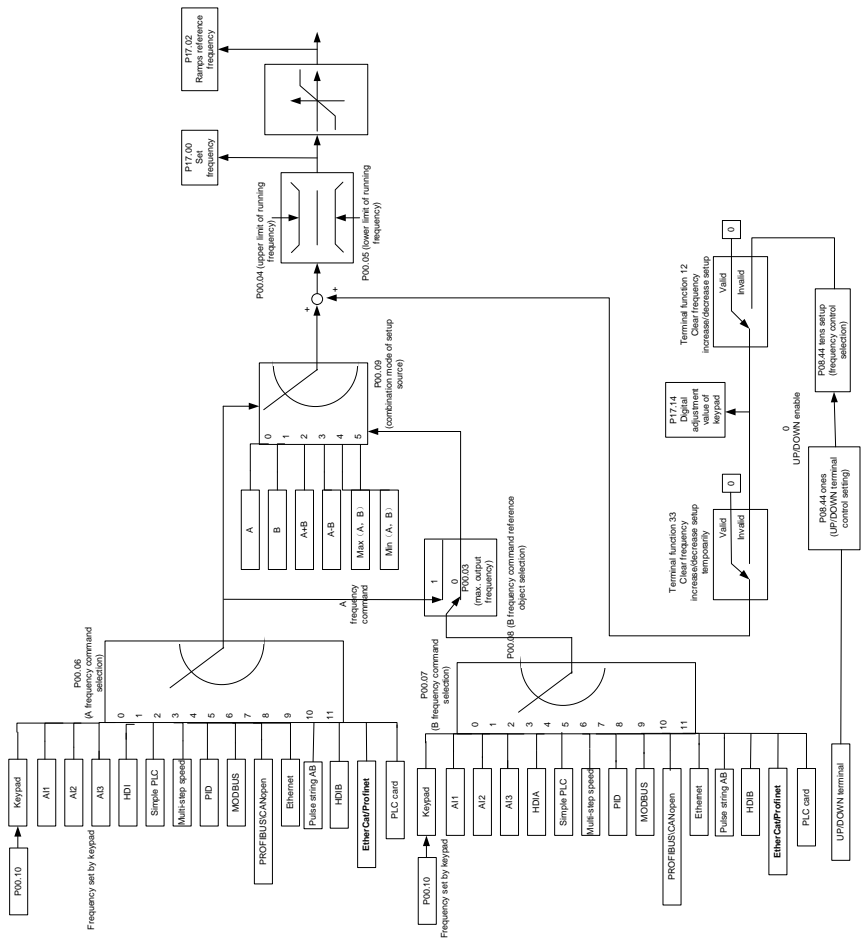 P00.10
Frequency set by keypad
Keypad
AI1
AI2
AI3
HDI
Simple PLC
Multi-step speed
PID
MODBUS
PROFIBUS\CANopen
Ethernet
Pulse string AB
HDIB
EtherCat/Profinet
PLC card
P00.06
(A frequency command
selection)
0
1
2
3
4
5
6
7
8
9
10
11
A
frequency
command
P00.10
Frequency set by keypad
Keypad
AI1
AI2
AI3
HDIA
Simple PLC
Multi-step speed
PID
MODBUS
PROFIBUS\CANopen
Ethernet
Pulse string AB
HDIB
EtherCat/Profinet
PLC card
P00.07
(B frequency command
selection)
0
1
2
3
4
5
6
7
8
9
10
11
P00.08 (B frequency command reference
object selection)
1
0
P00.03
(max. output
frequency)
A
B
A+B
A-B
Max（A，B）
Min（A，B）
0
1
2
3
4
5
P00.09
(combination mode of setup
source)
+
+
P00.04 (upper limit of running
frequency)
P00.05 (lower limit of running
frequency)
P17.00
Set
frequency
P17.02
Ramps reference
frequency
UP/DOWN terminal
P08.44 ones
(UP/DOWN terminal
control setting)
0
UP/DOWN enable
P08.44 tens setup
(frequency control
selection)
Terminal function 33
Clear frequency
increase/decrease setup
temporarily
Valid
Invalid
0
P17.14
Digital
adjustment
value of
keypad
Terminal function 12
Clear frequency
increase/decrease setup
Valid
Invalid
0